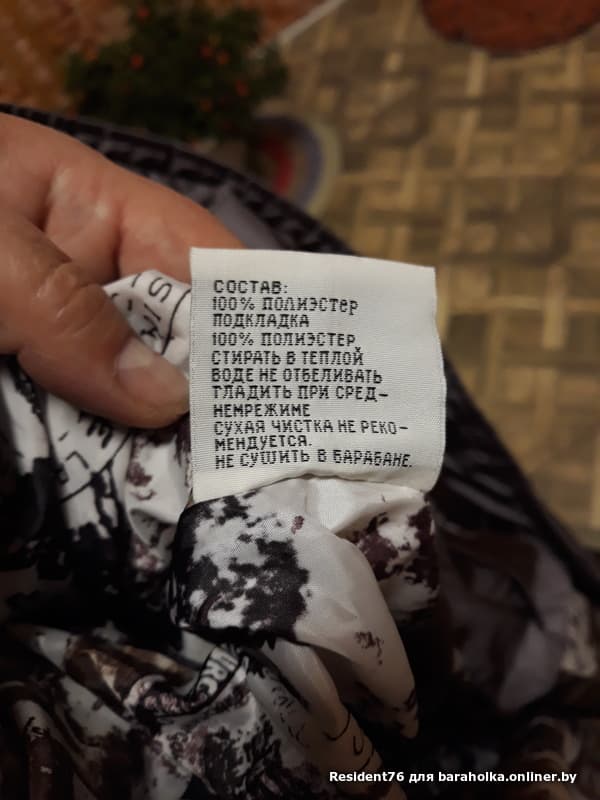 СОСТАВ:
100% ПОЛИЭСТЕР
ПОДКЛАДКА
100% ПОЛИЭСТЕР
СТИРАТЬ В ТЕПЛОЙ
ВОДЕ НЕ ОТБЕЛИВАТЬ
ГЛАДИТЬ ПРИ СРЕД-
НЕМРЕЖИМЕ
СУХАЯ ЧИСТКА НЕ РЕКО-
МЕНДУЕТСЯ.
НЕ СУШИТЬ В БАРАБАНЕ.
Resident76 для baraholka.onliner.by